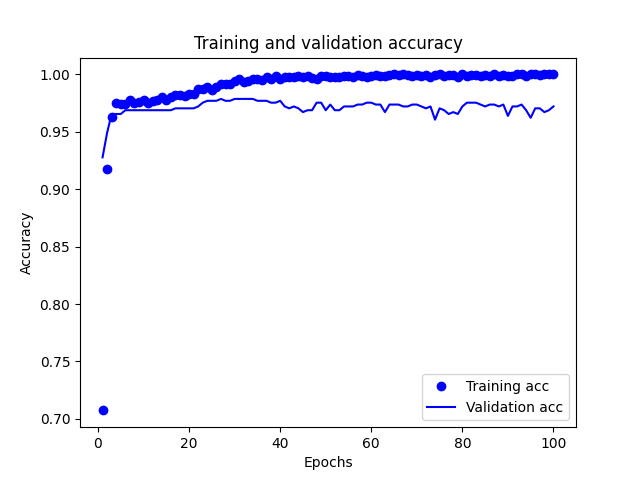 Training and validation accuracy
1.00
0.95
0.90
0.85
0.80
0.75
0.70
Accuracy
Training acc
Validation acc
0 20 40 60 80 100
Epochs